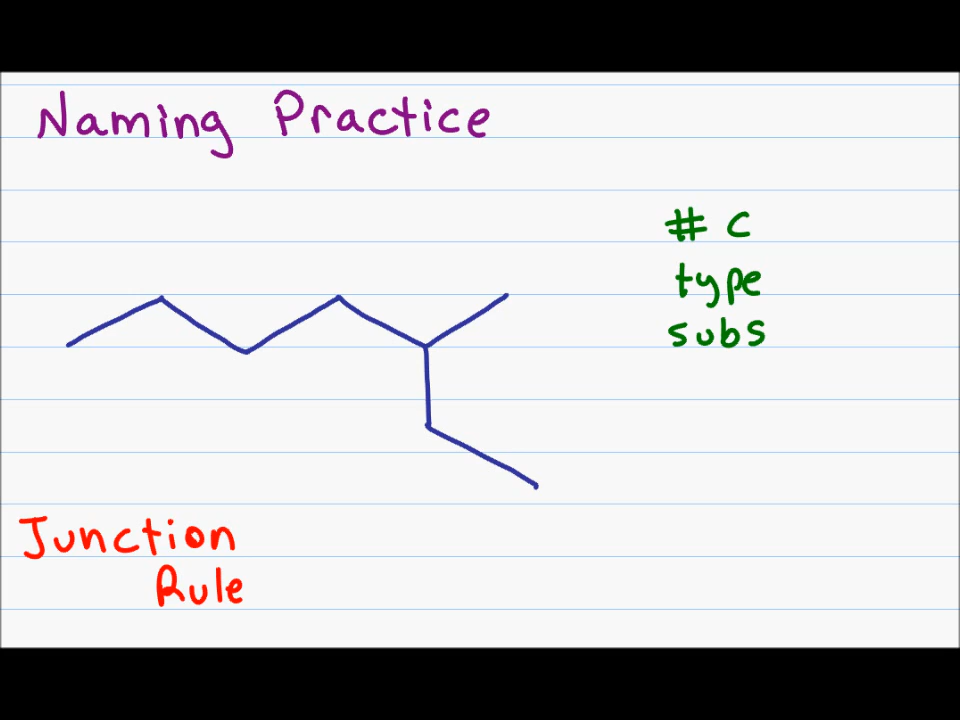 Naming Practice
# C
type
subs
Junction
Rule